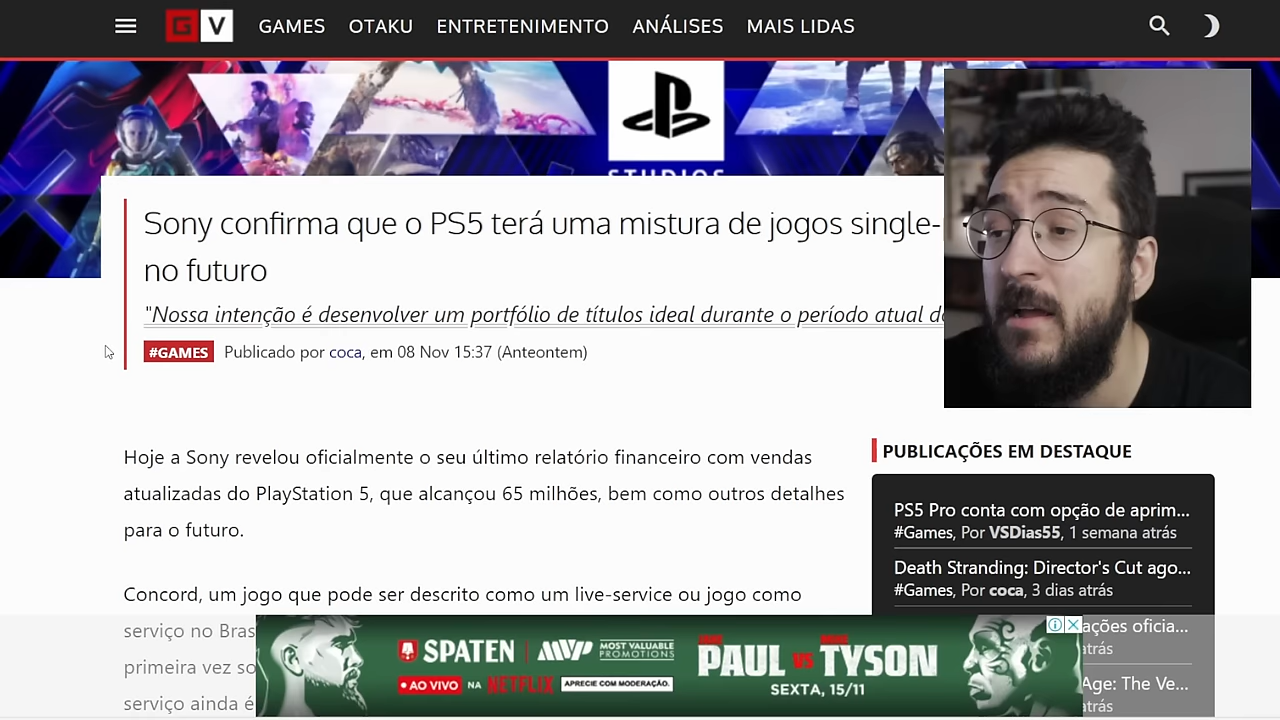 G V GAMES OTAKU ENTRETENIMENTO ANÁLISES MAIS LIDAS
STUDIOS
Sony confirma que o PS5 terá uma mistura de jogos single-
no futuro
"Nossa intenção é desenvolver um portfólio de títulos ideal durante o período atual d
#GAMES Publicado por coca, em 08 Nov 15:37 (Anteontem)
Hoje a Sony revelou oficialmente o seu último relatório financeiro com vendas
atualizadas do PlayStation 5, que alcançou 65 milhões, bem como outros detalhes
para o futuro.
Concord, um jogo que pode ser descrito como um live-service ou jogo como
serviço no Bras
primeira vez so
serviço ainda é
PUBLICAÇÕES EM DESTAQUE
PS5 Pro conta com opção de aprim...
#Games, Por VSDias55, 1 semana atrás
Death Stranding: Director's Cut ago...
#Games, Por coca, 3 dias atrás
ações oficia...
atrás
Age: The Ve...
atrás
SPATEN MVP MOST VALUABLE PROMOTIONS
AO VIVO NA NETFLIX APRECIE COM MODERAÇÃO.
JAKE PAUL VS MIKE TYSON
SEXTA, 15/11